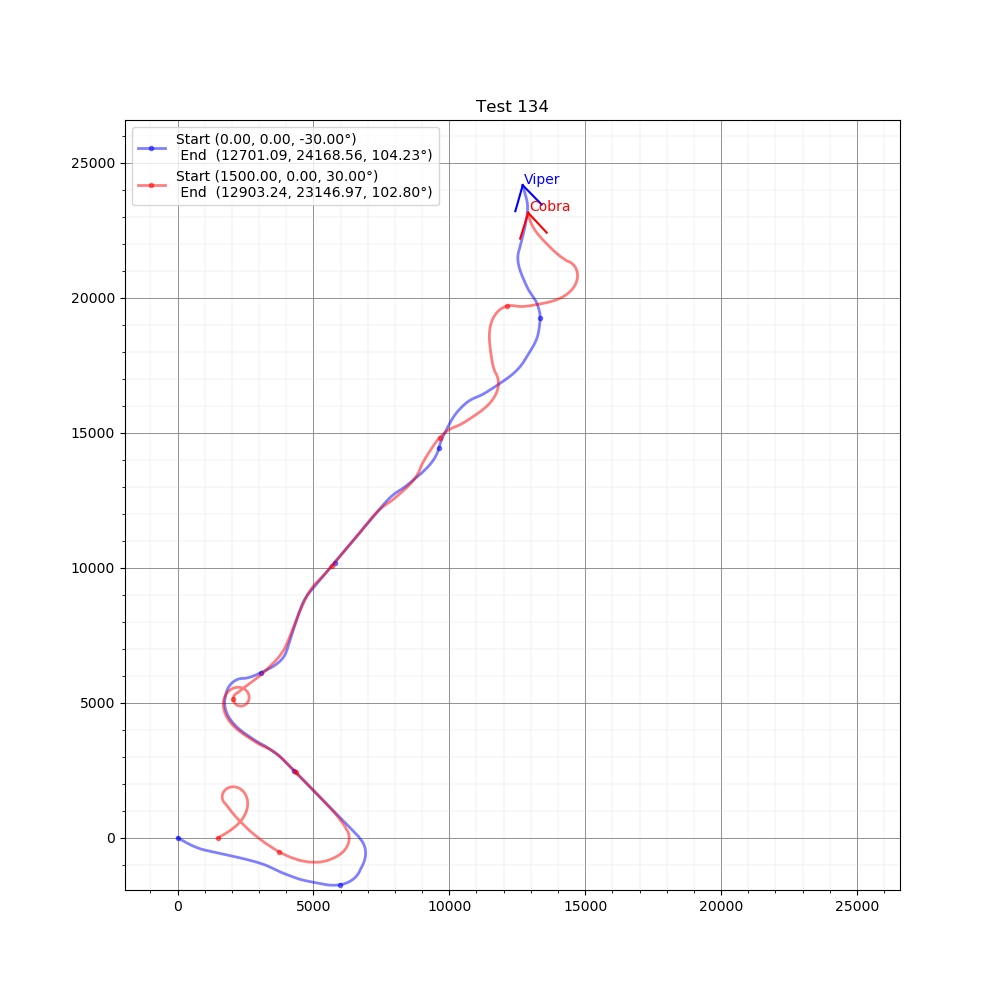 Test 134
Start (0.00, 0.00, -30.00°)
End  (12701.09, 24168.56, 104.23°)
Start (1500.00, 0.00, 30.00°)
End  (12903.24, 23146.97, 102.80°)
Viper
Cobra
25000
20000
15000
10000
5000
0
0 5000 10000 15000 20000 25000